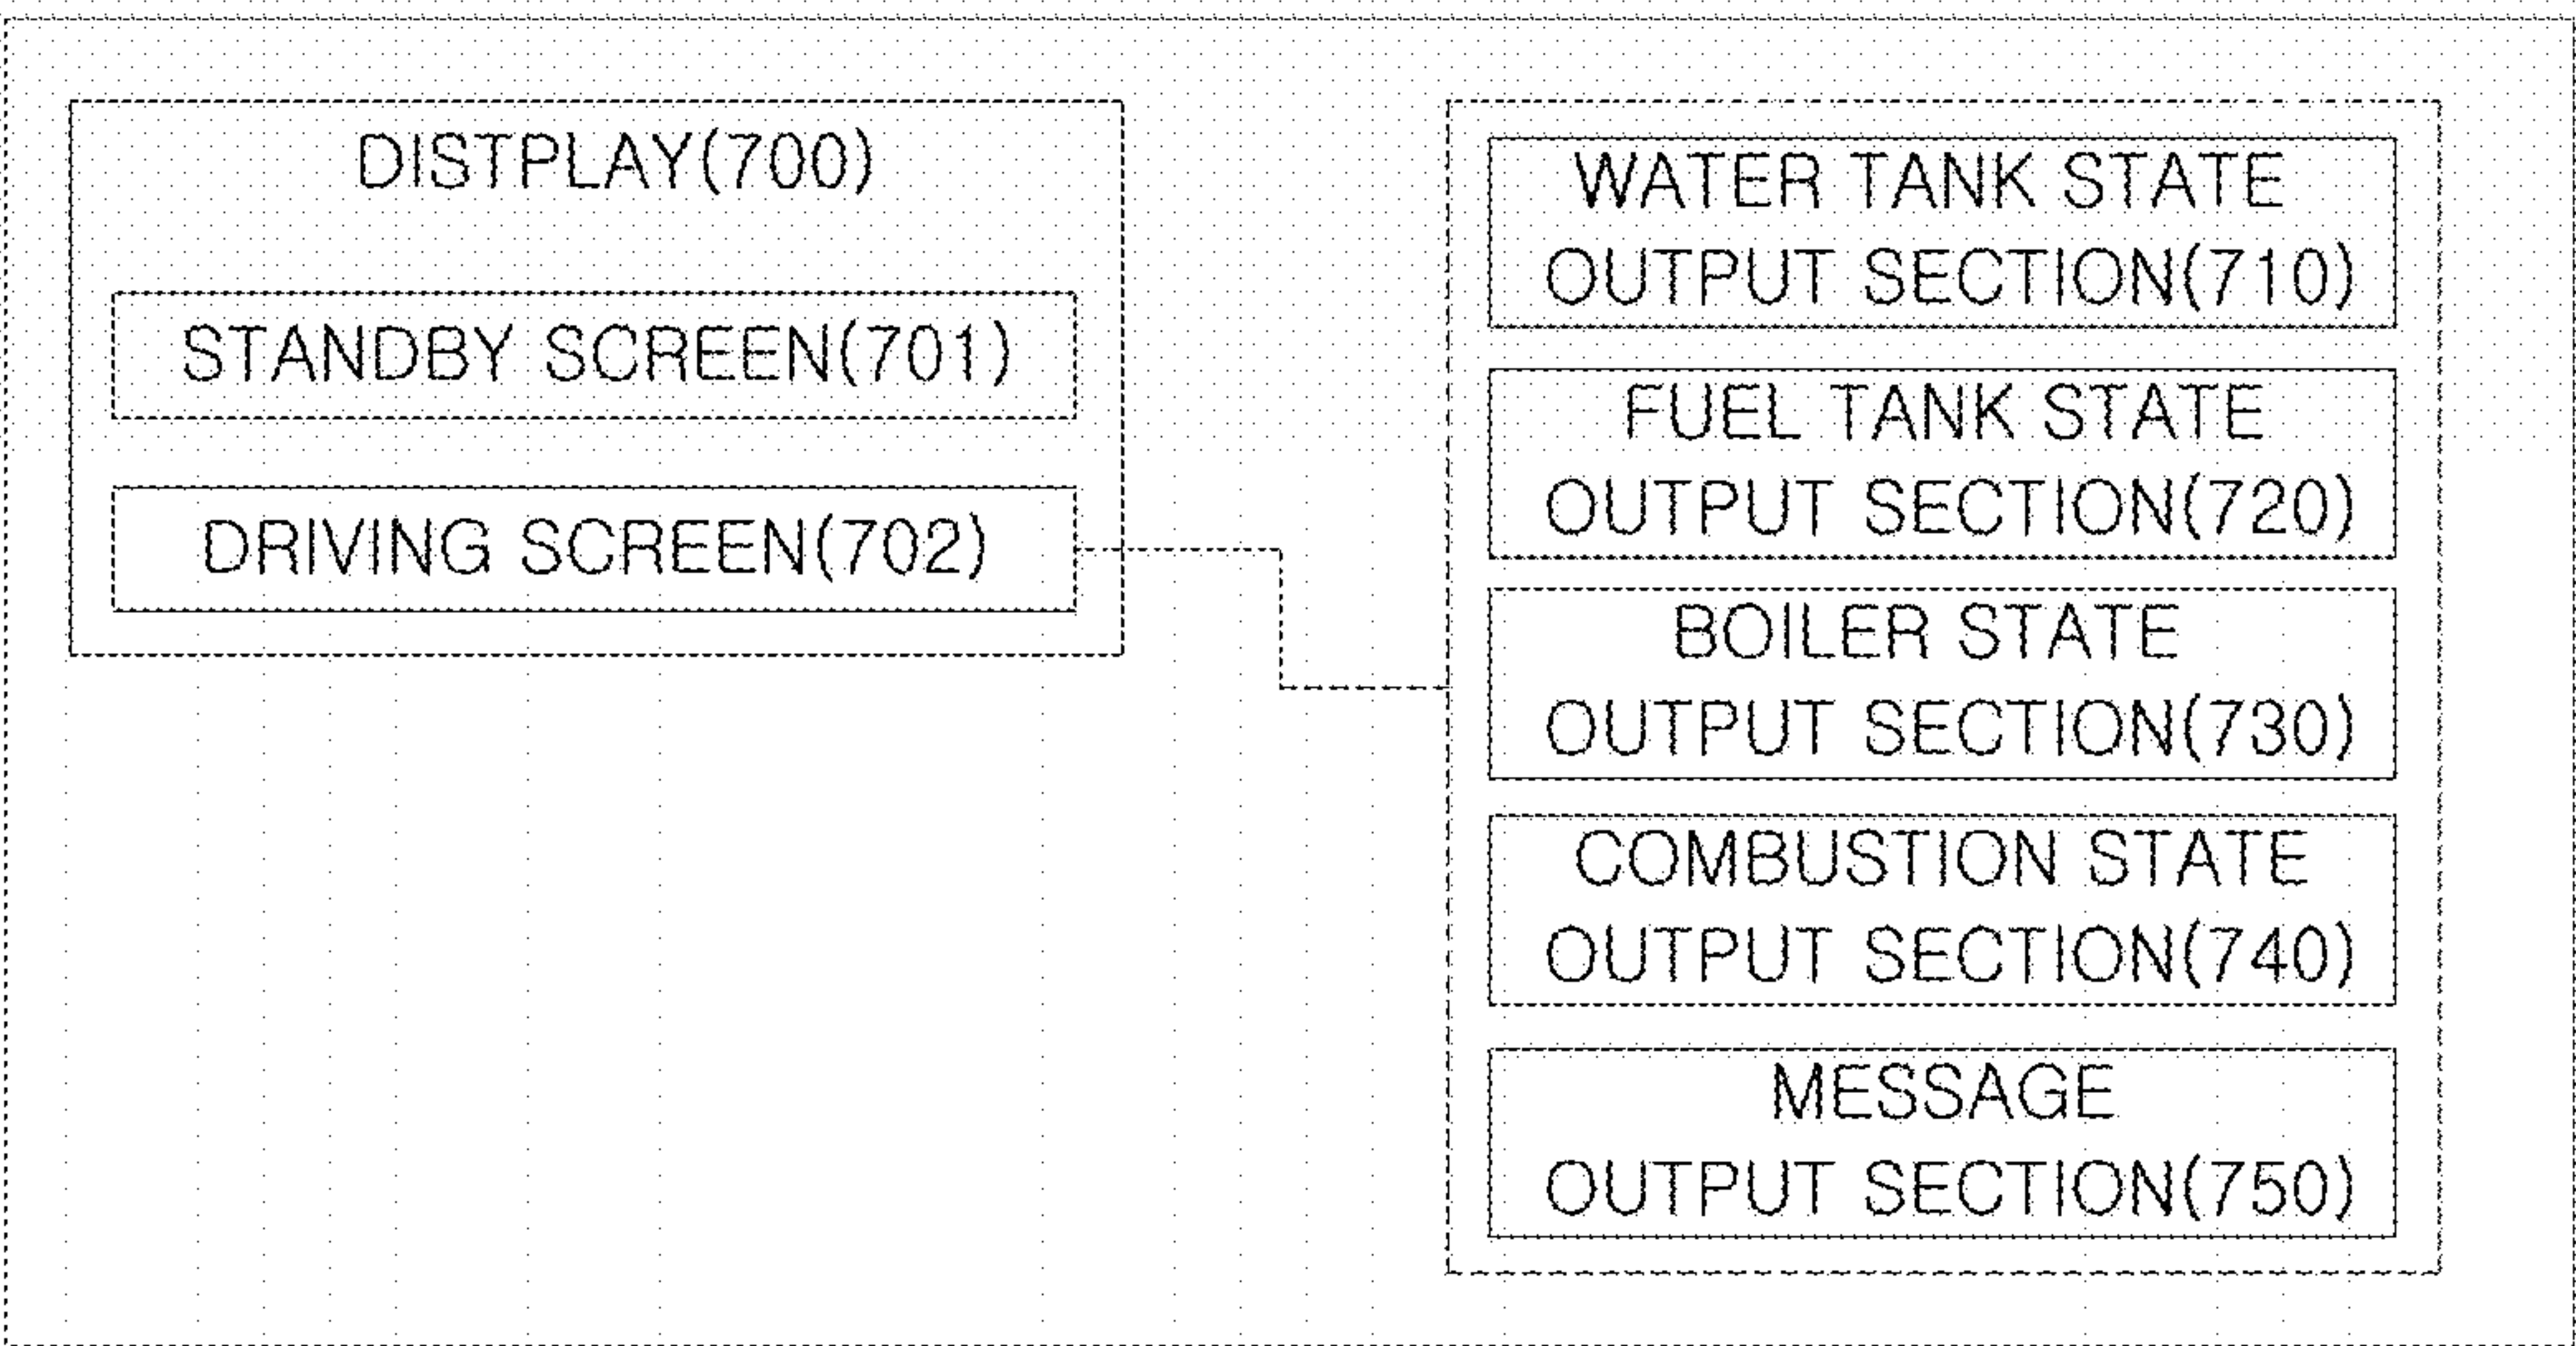 DISTPLAY(700)
STANDBY SCREEN(701)
DRIVING SCREEN(702)
WATER TANK STATE
OUTPUT SECTION(710)
FUEL TANK STATE
OUTPUT SECTION(720)
BOILER STATE
OUTPUT SECTION(730)
COMBUSTION STATE
OUTPUT SECTION(740)
MESSAGE
OUTPUT SECTION(750)